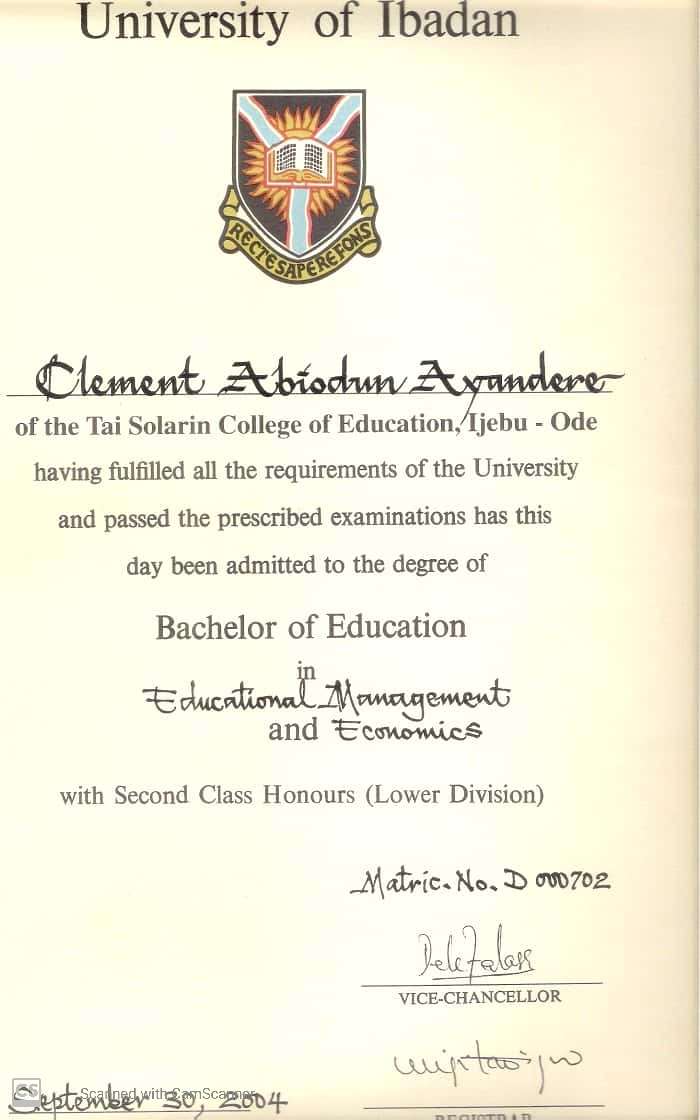 University of Ibadan
RECTE SAPERE FONS
Clement Abiodun Ayandere
of the Tai Solarin College of Education, Ijebu - Ode
having fulfilled all the requirements of the University
and passed the prescribed examinations has this
day been admitted to the degree of
Bachelor of Education
in
Educational Management
and Economics
with Second Class Honours (Lower Division)
Matric. No. D 000702
VICE-CHANCELLOR
CS
Scanned with CamScanner
September 30, 2004
REGISTRAR